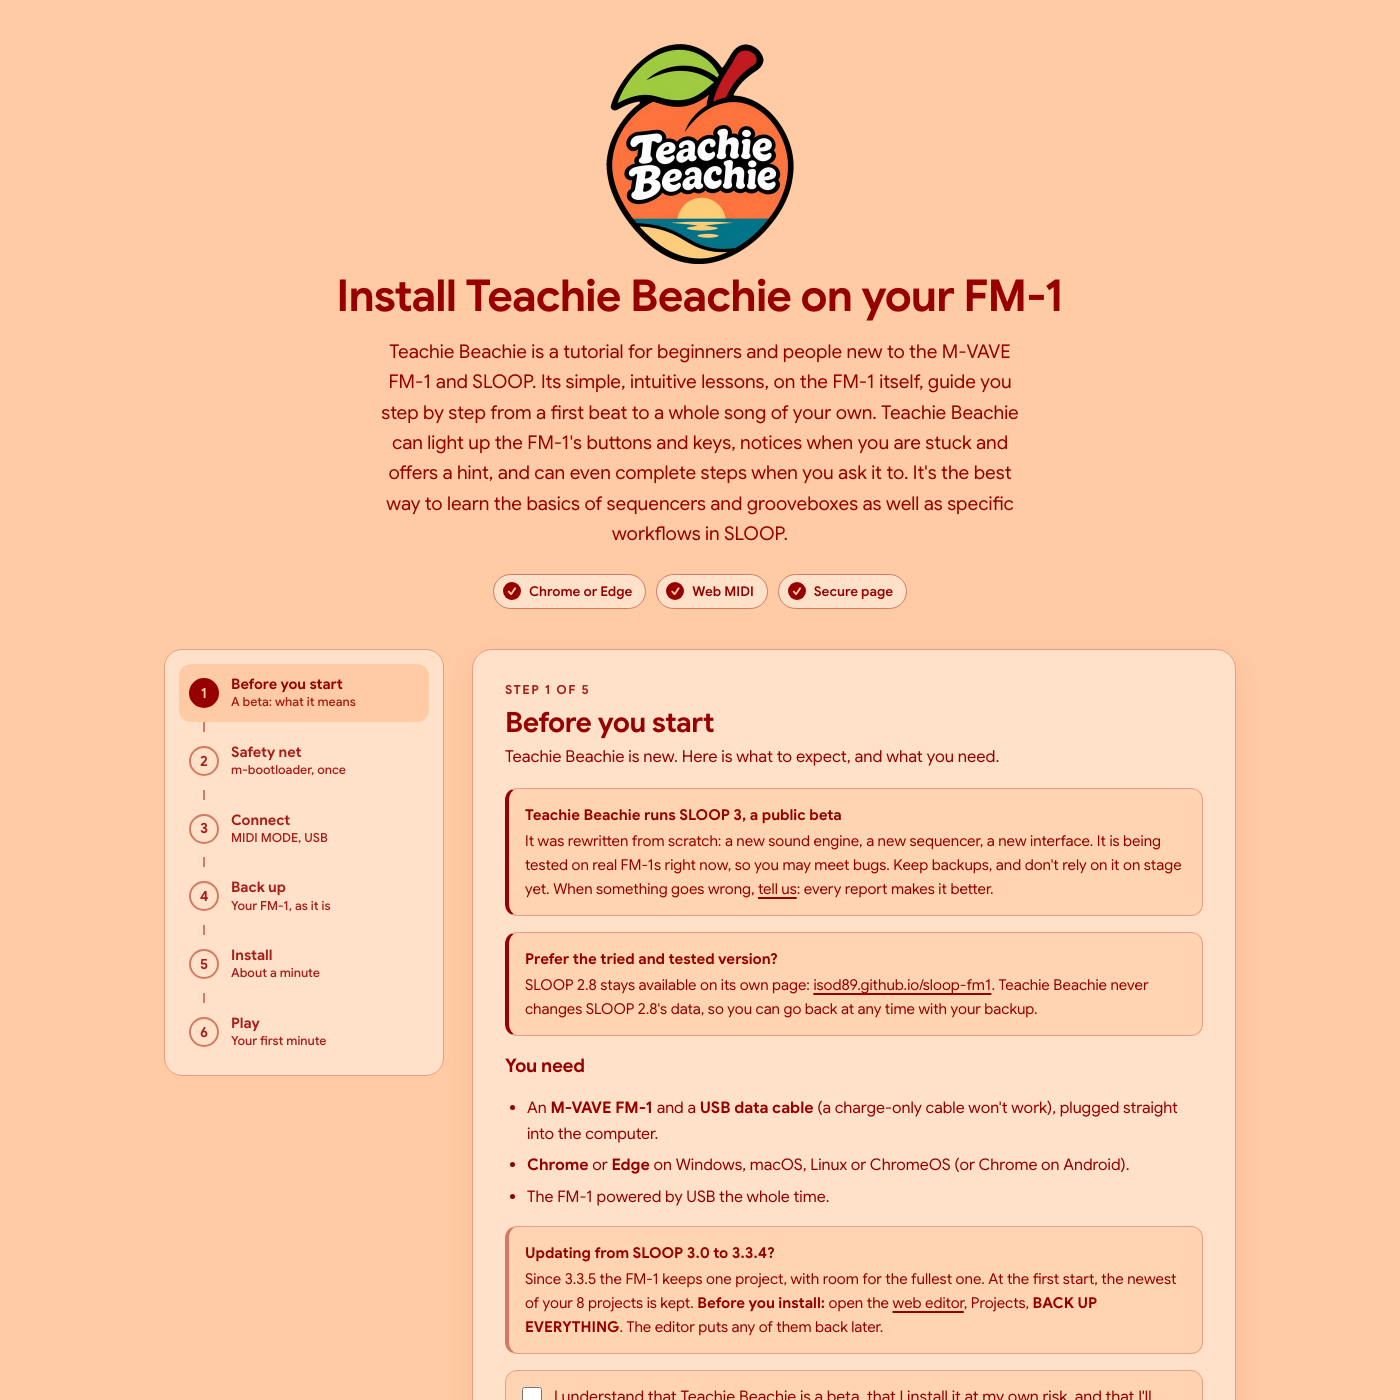 Teachie
Beachie
Install Teachie Beachie on your FM-1
Teachie Beachie is a tutorial for beginners and people new to the M-VAVE
FM-1 and SLOOP. Its simple, intuitive lessons, on the FM-1 itself, guide you
step by step from a first beat to a whole song of your own. Teachie Beachie
can light up the FM-1's buttons and keys, notices when you are stuck and
offers a hint, and can even complete steps when you ask it to. It's the best
way to learn the basics of sequencers and grooveboxes as well as specific
workflows in SLOOP.
Chrome or Edge
Web MIDI
Secure page
1
Before you start
A beta: what it means
2
Safety net
m-bootloader, once
3
Connect
MIDI MODE, USB
4
Back up
Your FM-1, as it is
5
Install
About a minute
6
Play
Your first minute
STEP 1 OF 5
Before you start
Teachie Beachie is new. Here is what to expect, and what you need.
Teachie Beachie runs SLOOP 3, a public beta
It was rewritten from scratch: a new sound engine, a new sequencer, a new interface. It is being
tested on real FM-1s right now, so you may meet bugs. Keep backups, and don't rely on it on stage
yet. When something goes wrong, tell us: every report makes it better.
Prefer the tried and tested version?
SLOOP 2.8 stays available on its own page: isod89.github.io/sloop-fm1. Teachie Beachie never
changes SLOOP 2.8's data, so you can go back at any time with your backup.
You need
• An M-VAVE FM-1 and a USB data cable (a charge-only cable won't work), plugged straight
into the computer.
• Chrome or Edge on Windows, macOS, Linux or ChromeOS (or Chrome on Android).
• The FM-1 powered by USB the whole time.
Updating from SLOOP 3.0 to 3.3.4?
Since 3.3.5 the FM-1 keeps one project, with room for the fullest one. At the first start, the newest
of your 8 projects is kept. Before you install: open the web editor, Projects, BACK UP
EVERYTHING. The editor puts any of them back later.
I understand that Teachie Beachie is a beta, that I install it at my own risk, and that I'll